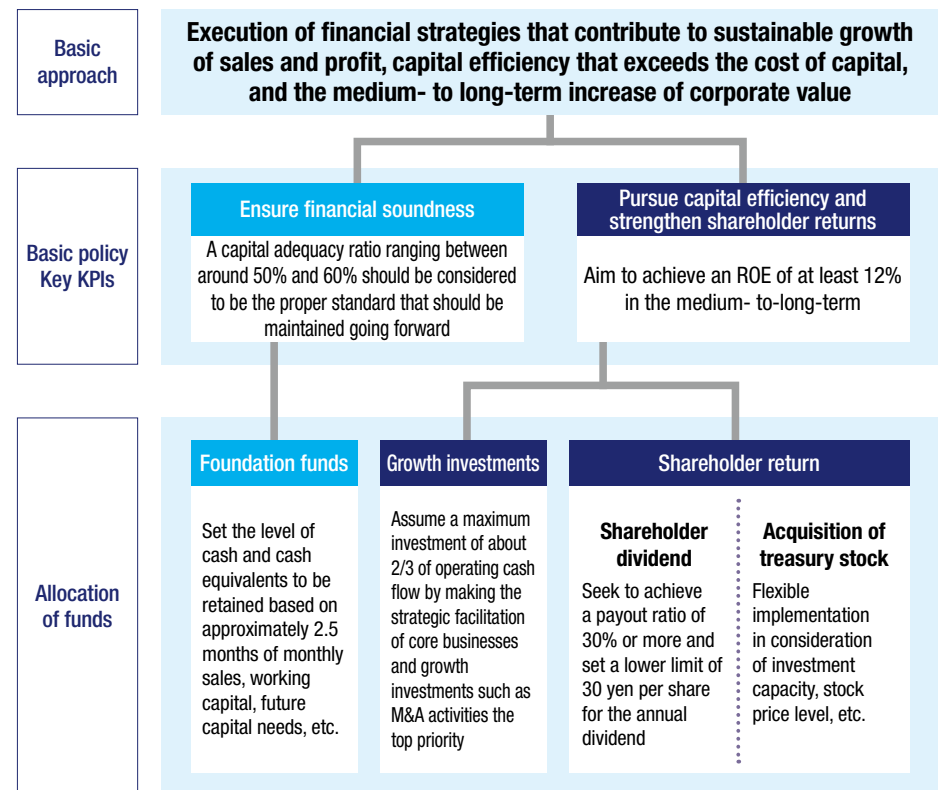 Basic
approach
Execution of financial strategies that contribute to sustainable growth
of sales and profit, capital efficiency that exceeds the cost of capital,
and the medium- to long-term increase of corporate value
Basic policy
Key KPIs
Ensure financial soundness
A capital adequacy ratio ranging between
around 50% and 60% should be considered
to be the proper standard that should be
maintained going forward
Pursue capital efficiency and
strengthen shareholder returns
Aim to achieve an ROE of at least 12%
in the medium- to-long-term
Allocation
of funds
Foundation funds
Set the level of
cash and cash
equivalents to be
retained based on
approximately 2.5
months of monthly
sales, working
capital, future
capital needs, etc.
Growth investments
Assume a maximum
investment of about
2/3 of operating cash
flow by making the
strategic facilitation
of core businesses
and growth
investments such as
M&A activities the
top priority
Shareholder return
Shareholder
dividend
Seek to achieve
a payout ratio of
30% or more and
set a lower limit of
30 yen per share
for the annual
dividend
Acquisition of
treasury stock
Flexible
implementation
in consideration
of investment
capacity, stock
price level, etc.